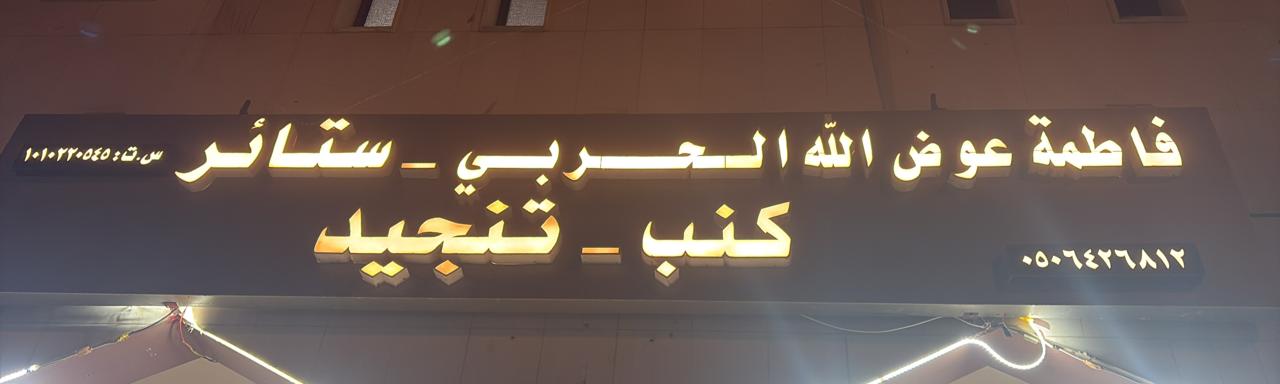 فاطمة عوض الله الحربي - ستائر
س.ت: ١٠١٠٢٢٠٥٤٥
كنب - تنجيد
٠٥٠٦٤٢٦٨١٢